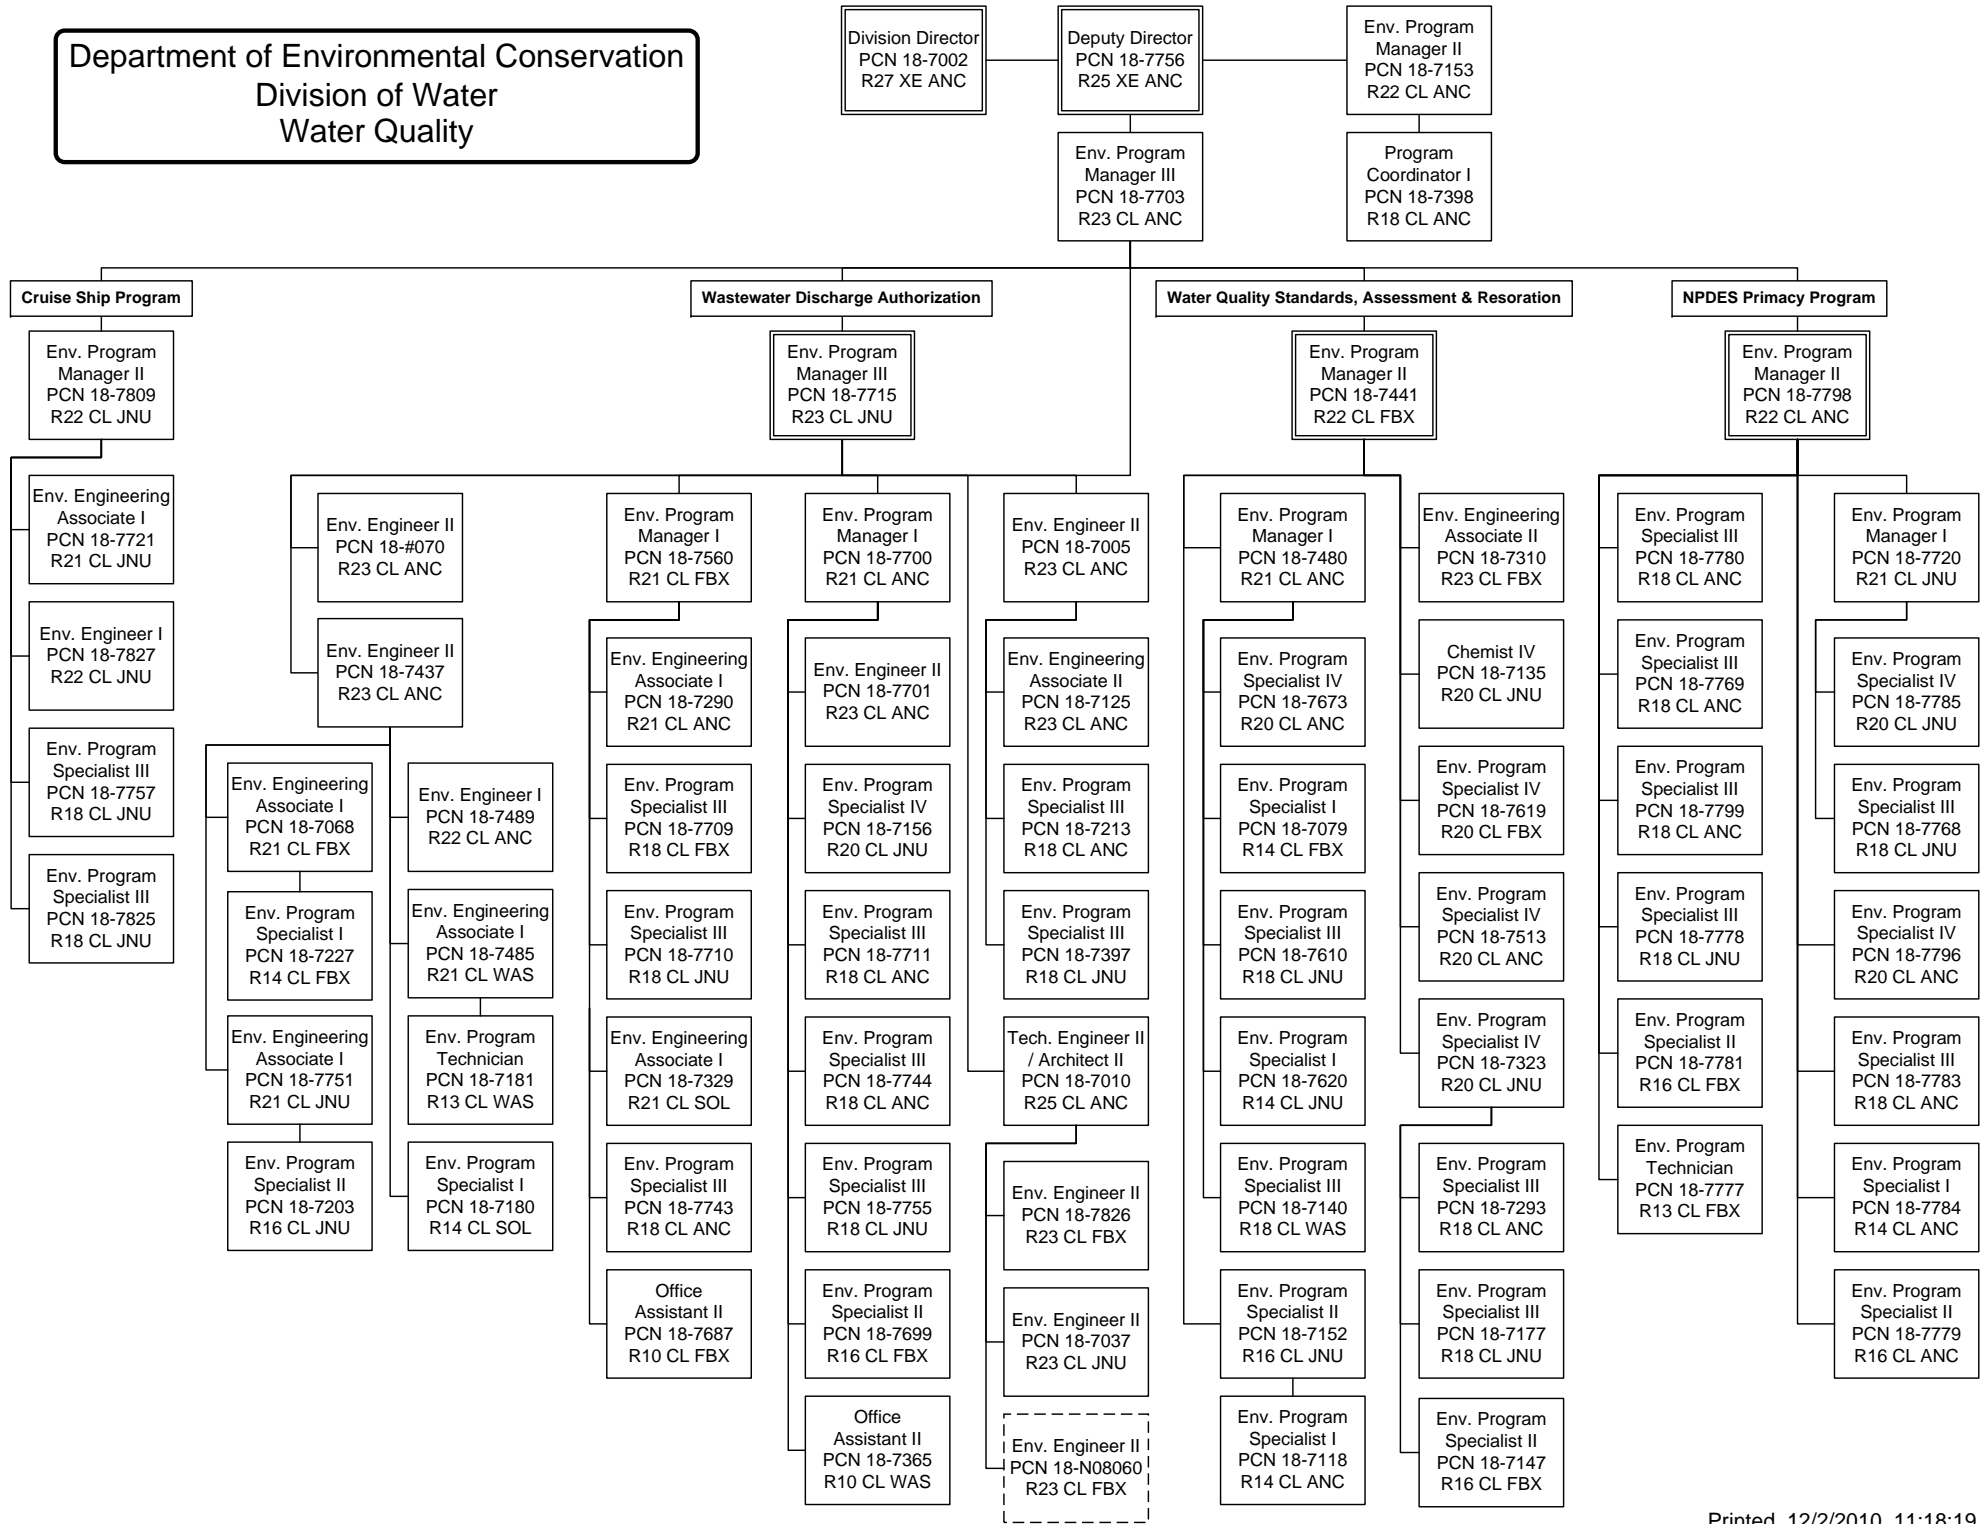 Department of Environmental Conservation
Division of Water
Water Quality
Division Director
PCN 18-7002
R27 XE ANC
Deputy Director
PCN 18-7756
R25 XE ANC
Env. Program
Manager II
PCN 18-7153
R22 CL ANC
Env. Program
Manager III
PCN 18-7703
R23 CL ANC
Program
Coordinator I
PCN 18-7398
R18 CL ANC
Cruise Ship Program
Env. Program
Manager II
PCN 18-7809
R22 CL JNU
Env. Engineering
Associate I
PCN 18-7721
R21 CL JNU
Env. Engineer I
PCN 18-7827
R22 CL JNU
Env. Program
Specialist III
PCN 18-7757
R18 CL JNU
Env. Program
Specialist III
PCN 18-7825
R18 CL JNU
Wastewater Discharge Authorization
Env. Program
Manager III
PCN 18-7715
R23 CL JNU
Env. Engineer II
PCN 18-#070
R23 CL ANC
Env. Engineer II
PCN 18-7437
R23 CL ANC
Env. Engineering
Associate I
PCN 18-7068
R21 CL FBX
Env. Program
Specialist I
PCN 18-7227
R14 CL FBX
Env. Engineering
Associate I
PCN 18-7751
R21 CL JNU
Env. Program
Specialist II
PCN 18-7203
R16 CL JNU
Env. Engineer I
PCN 18-7489
R22 CL ANC
Env. Engineering
Associate I
PCN 18-7485
R21 CL WAS
Env. Program
Technician
PCN 18-7181
R13 CL WAS
Env. Program
Specialist I
PCN 18-7180
R14 CL SOL
Env. Program
Manager I
PCN 18-7560
R21 CL FBX
Env. Engineering
Associate I
PCN 18-7290
R21 CL ANC
Env. Program
Specialist III
PCN 18-7709
R18 CL FBX
Env. Program
Specialist III
PCN 18-7710
R18 CL JNU
Env. Engineering
Associate I
PCN 18-7329
R21 CL SOL
Env. Program
Specialist III
PCN 18-7743
R18 CL ANC
Office
Assistant II
PCN 18-7687
R10 CL FBX
Env. Program
Manager I
PCN 18-7700
R21 CL ANC
Env. Engineer II
PCN 18-7701
R23 CL ANC
Env. Program
Specialist IV
PCN 18-7156
R20 CL JNU
Env. Program
Specialist III
PCN 18-7711
R18 CL ANC
Env. Program
Specialist III
PCN 18-7744
R18 CL ANC
Env. Program
Specialist III
PCN 18-7755
R18 CL JNU
Env. Program
Specialist II
PCN 18-7699
R16 CL FBX
Office
Assistant II
PCN 18-7365
R10 CL WAS
Env. Engineer II
PCN 18-7005
R23 CL ANC
Env. Engineering
Associate II
PCN 18-7125
R23 CL ANC
Env. Program
Specialist III
PCN 18-7213
R18 CL ANC
Env. Program
Specialist III
PCN 18-7397
R18 CL JNU
Tech. Engineer II
/ Architect II
PCN 18-7010
R25 CL ANC
Env. Engineer II
PCN 18-7826
R23 CL FBX
Env. Engineer II
PCN 18-7037
R23 CL JNU
Env. Engineer II
PCN 18-N08060
R23 CL FBX
Water Quality Standards, Assessment & Resoration
Env. Program
Manager II
PCN 18-7441
R22 CL FBX
Env. Program
Manager I
PCN 18-7480
R21 CL ANC
Env. Program
Specialist IV
PCN 18-7673
R20 CL ANC
Env. Program
Specialist I
PCN 18-7079
R14 CL FBX
Env. Program
Specialist III
PCN 18-7610
R18 CL JNU
Env. Program
Specialist I
PCN 18-7620
R14 CL JNU
Env. Program
Specialist III
PCN 18-7140
R18 CL WAS
Env. Program
Specialist II
PCN 18-7152
R16 CL JNU
Env. Program
Specialist I
PCN 18-7118
R14 CL ANC
Env. Engineering
Associate II
PCN 18-7310
R23 CL FBX
Chemist IV
PCN 18-7135
R20 CL JNU
Env. Program
Specialist IV
PCN 18-7619
R20 CL FBX
Env. Program
Specialist IV
PCN 18-7513
R20 CL ANC
Env. Program
Specialist IV
PCN 18-7323
R20 CL JNU
Env. Program
Specialist III
PCN 18-7293
R18 CL ANC
Env. Program
Specialist III
PCN 18-7177
R18 CL JNU
Env. Program
Specialist II
PCN 18-7147
R16 CL FBX
NPDES Primacy Program
Env. Program
Manager II
PCN 18-7798
R22 CL ANC
Env. Program
Specialist III
PCN 18-7780
R18 CL ANC
Env. Program
Specialist III
PCN 18-7769
R18 CL ANC
Env. Program
Specialist III
PCN 18-7799
R18 CL ANC
Env. Program
Specialist III
PCN 18-7778
R18 CL JNU
Env. Program
Specialist II
PCN 18-7781
R16 CL FBX
Env. Program
Technician
PCN 18-7777
R13 CL FBX
Env. Program
Manager I
PCN 18-7720
R21 CL JNU
Env. Program
Specialist IV
PCN 18-7785
R20 CL JNU
Env. Program
Specialist III
PCN 18-7768
R18 CL JNU
Env. Program
Specialist IV
PCN 18-7796
R20 CL ANC
Env. Program
Specialist III
PCN 18-7783
R18 CL ANC
Env. Program
Specialist I
PCN 18-7784
R14 CL ANC
Env. Program
Specialist II
PCN 18-7779
R16 CL ANC
Printed 12/2/2010 11:18:19